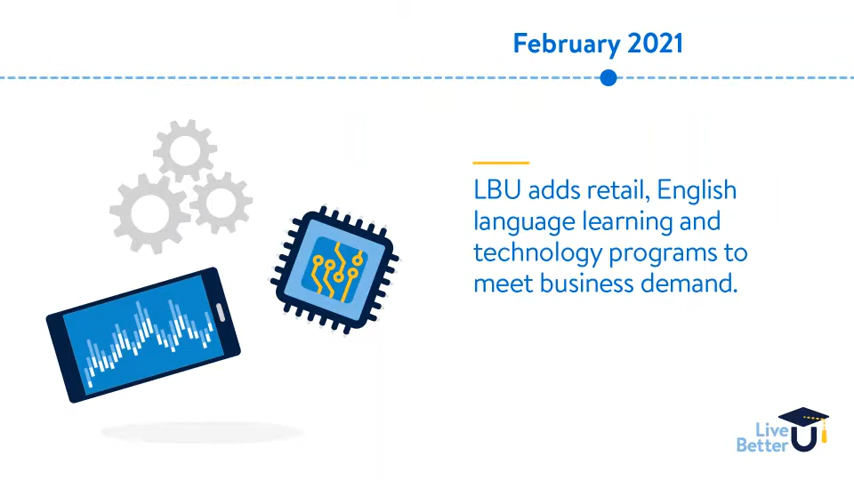 February 2021
LBU adds retail, English
language learning and
technology programs to
meet business demand.
Live
Better U